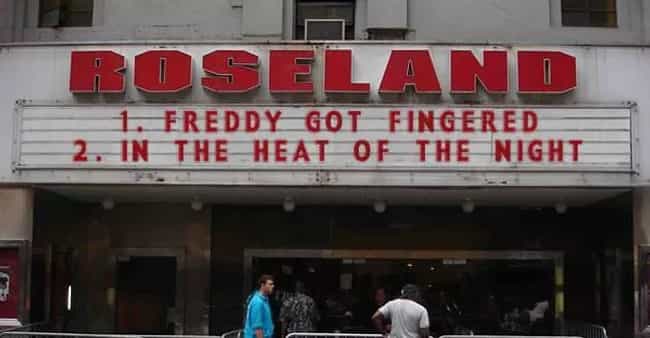 ROSELAND
1. FREDDY GOT FINGERED
2. IN THE HEAT OF THE NIGHT